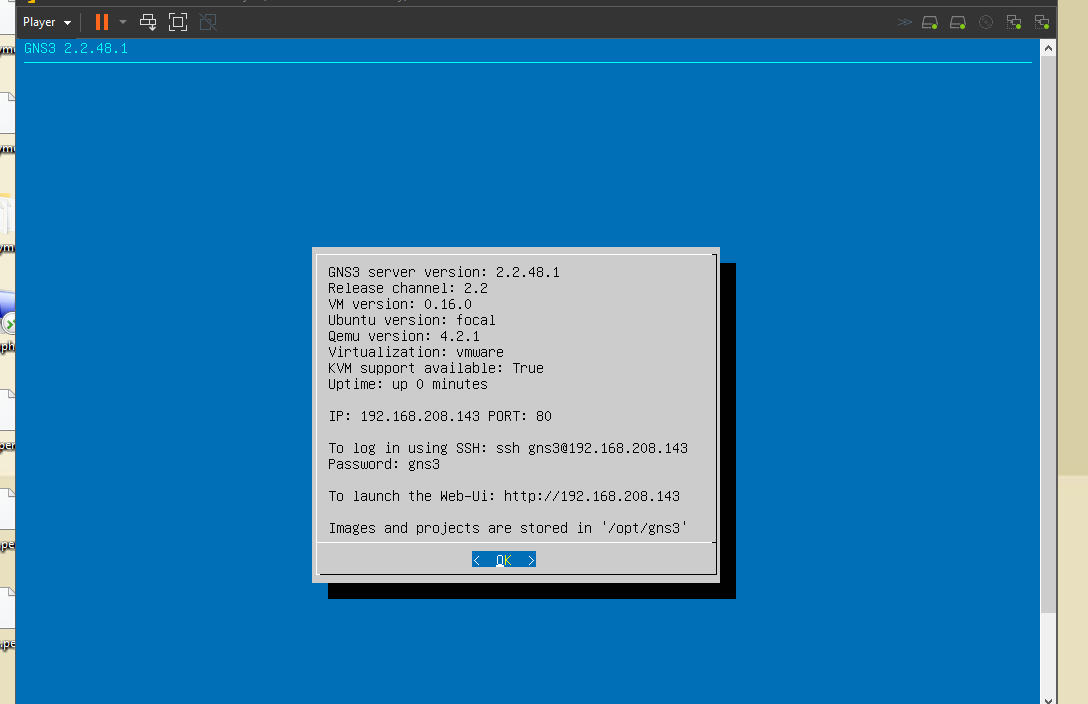 Player
GNS3 2.2.48.1
GNS3 server version: 2.2.48.1
Release channel: 2.2
VM version: 0.16.0
Ubuntu version: focal
Qemu version: 4.2.1
Virtualization: vmware
KVM support available: True
Uptime: up 0 minutes
IP: 192.168.208.143 PORT: 80
To log in using SSH: ssh gns3@192.168.208.143
Password: gns3
To launch the Web-Ui: http://192.168.208.143
Images and projects are stored in '/opt/gns3'
< OK >